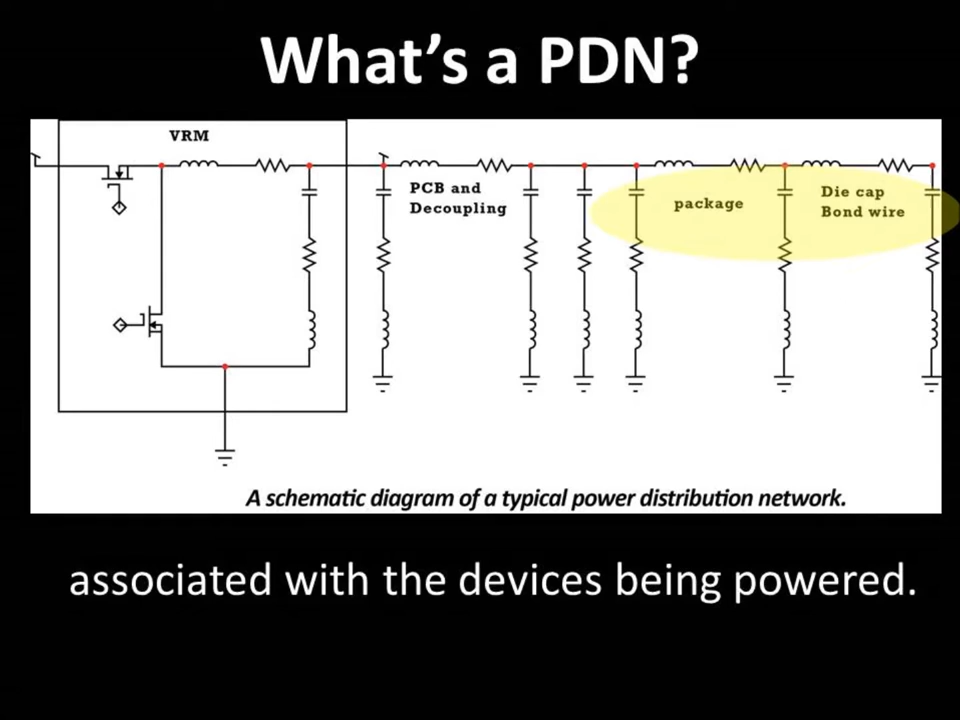 What's a PDN?
VRM
PCB and
Decoupling
package
Die cap
Bond wire
A schematic diagram of a typical power distribution network.
associated with the devices being powered.